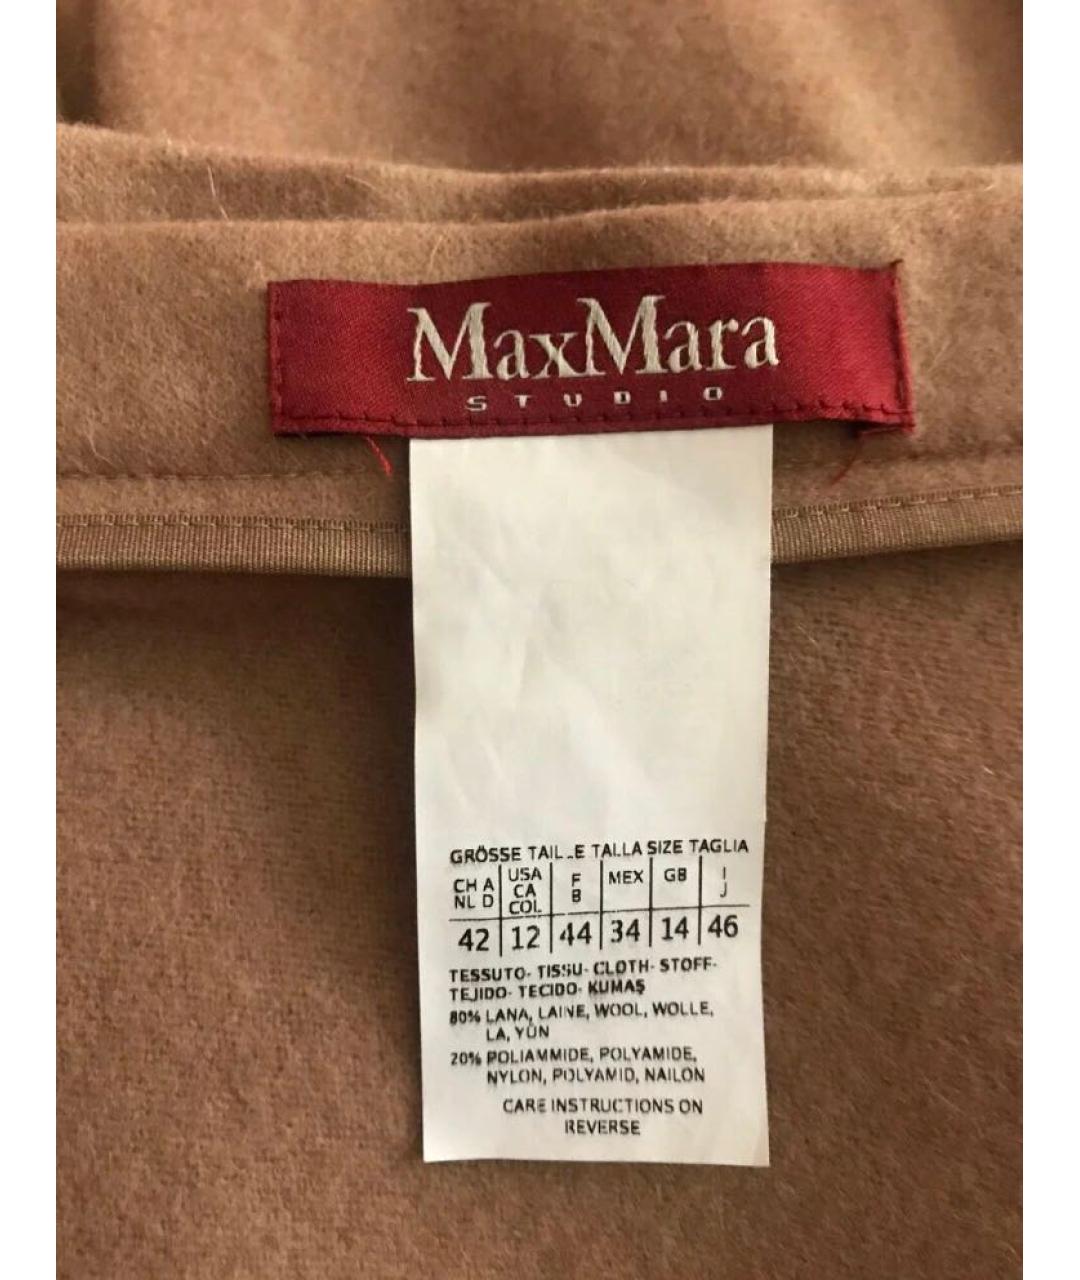 MaxMara
STUDIO
GRÖSSE TAILLE TALLA SIZE TAGLIA
CH A USA F MEX GB I
NL D CA B J
COL
42 12 44 34 14 46
TESSUTO- TISSU- CLOTH- STOFF-
TEJIDO- TECIDO- KUMAŞ
80% LANA, LAINE, WOOL, WOLLE,
LA, YÜN
20% POLIAMMIDE, POLYAMIDE,
NYLON, POLYAMID, NAILON
CARE INSTRUCTIONS ON
REVERSE